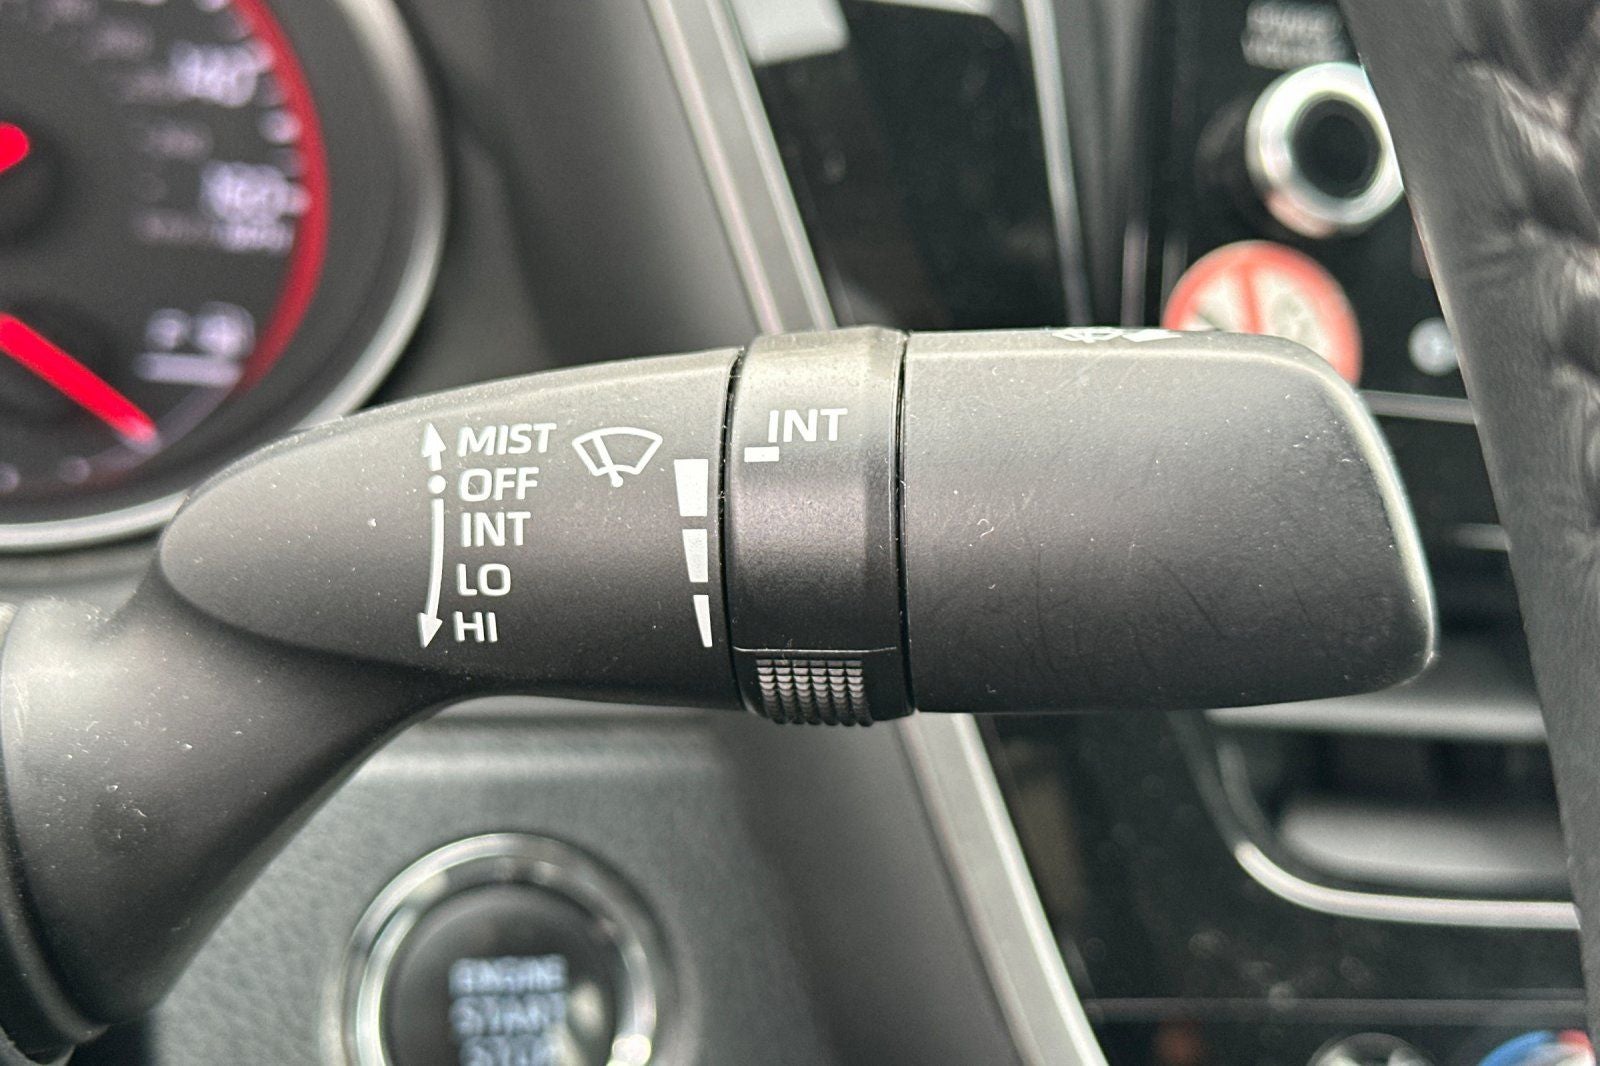 MIST
OFF
INT
LO
HI
INT
ENGINE
START
STOP